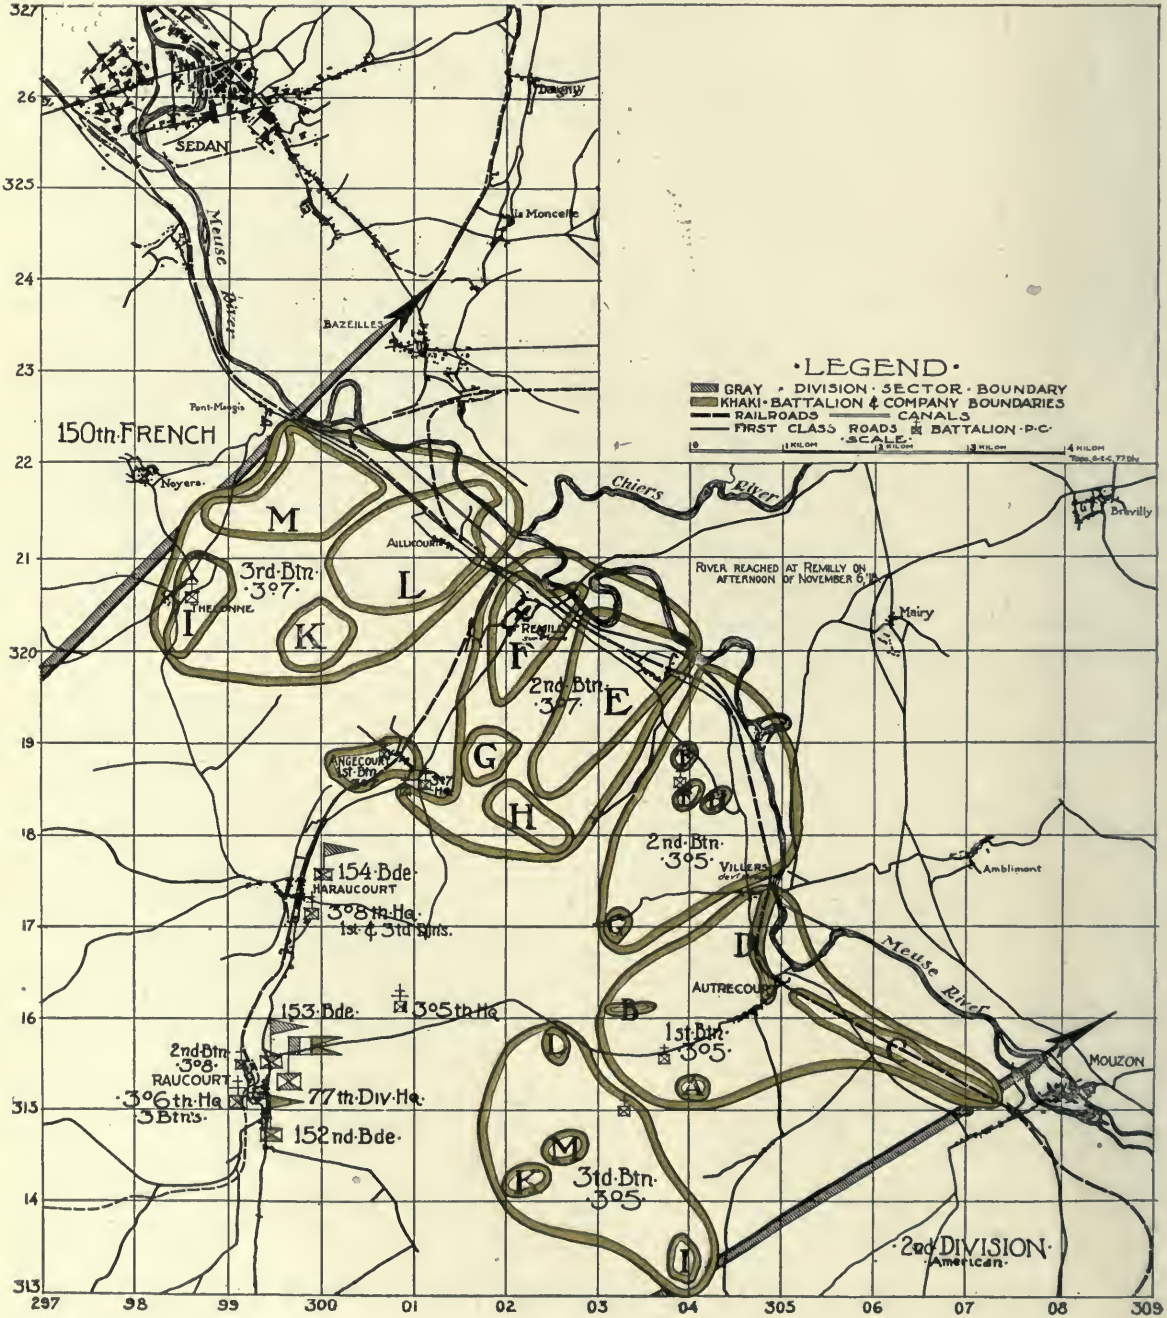 327
26
325
24
23
22
21
320
19
18
17
16
315
14
313
297
98
99
300
01
02
03
04
305
06
07
08
309
SEDAN
Daigny
la Moncelle
Meuse
River
BAZEILLES
Pont-Maugis
150th·FRENCH
Noyers·
·LEGEND·
GRAY · DIVISION·SECTOR·BOUNDARY
KHAKI·BATTALION & COMPANY BOUNDARIES
RAILROADS CANALS
FIRST CLASS ROADS BATTALION·P·C·
·SCALE·
0 1 KILOM 2 KILOM 3 KILOM 4 KILOM
Chiers River
Brevilly
RIVER REACHED AT REMILLY ON
AFTERNOON OF NOVEMBER 6,
Mairy
M
AILLICOURT
L
3rd·Btn·
·307·
THELONNE
I
K
REMILLY
F
2nd·Btn·
·307·
E
G
H
ANGECOURT
1st·Btn·
307
HQ
F
E
H
2nd·Btn·
·305·
VILLERS
Amblimont
G
D
AUTRECOURT
Meuse River
B
1st·Btn·
·305·
C
A
MOUZON
154·Bde·
HARAUCOURT
308th·Hq·
1st & 3rd Btn's.
305th·Hq
153·Bde·
2nd·Btn·
·308·
RAUCOURT
·306th·Hq
3 Btn's·
77th·Div·Hq·
152nd·Bde·
L
M
K
3rd·Btn·
·305·
I
·2nd·DIVISION·
·American·